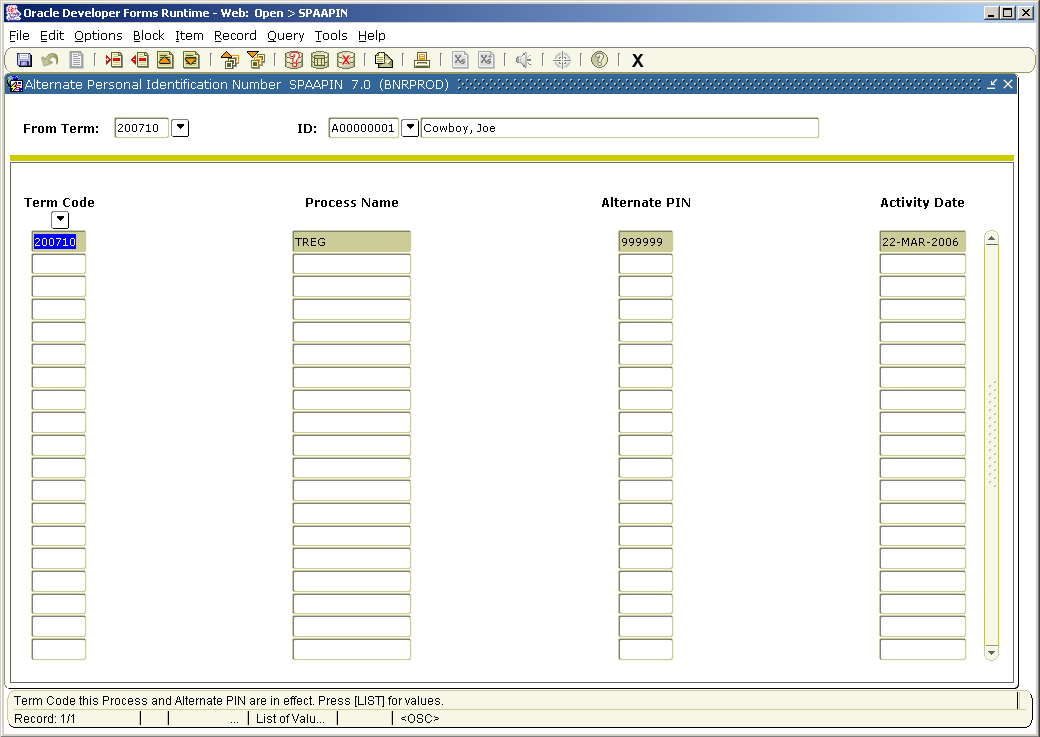 Oracle Developer Forms Runtime - Web: Open > SPAAPIN
File Edit Options Block Item Record Query Tools Help
X
Alternate Personal Identification Number SPAAPIN 7.0 (BNRPROD)
From Term: 200710 ID: A00000001 Cowboy, Joe
Term Code Process Name Alternate PIN Activity Date
200710 TREG 999999 22-MAR-2006
Term Code this Process and Alternate PIN are in effect. Press [LIST] for values.
Record: 1/1 ... List of Valu... <OSC>